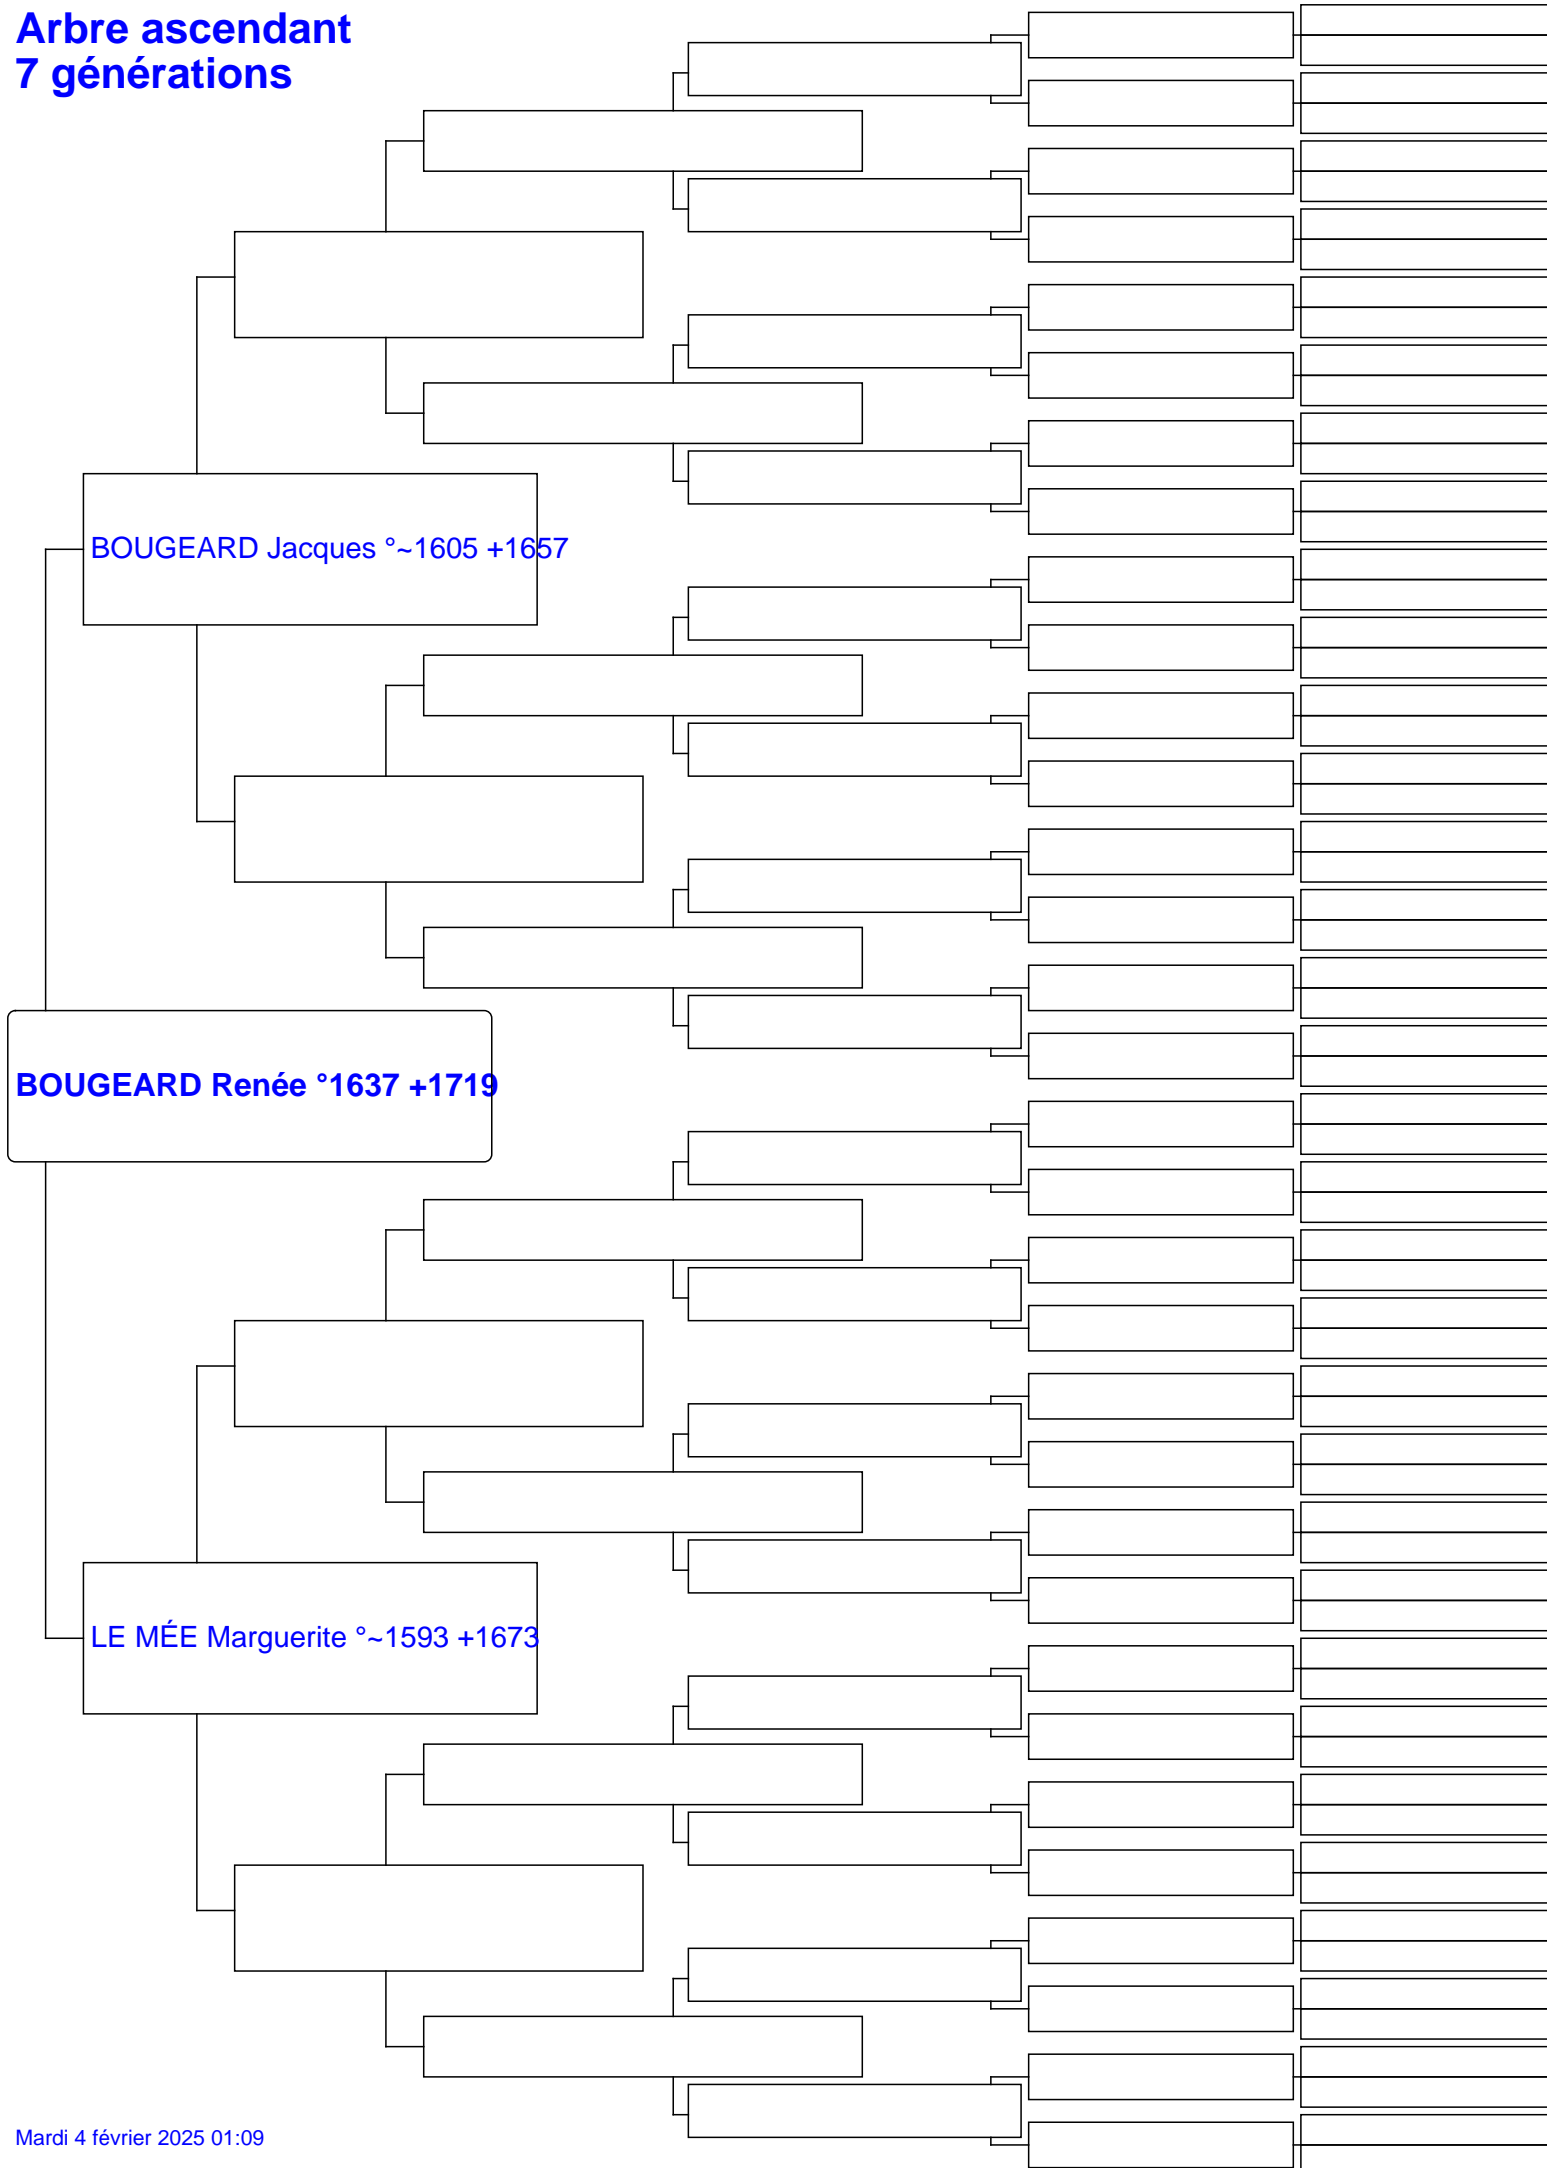 Arbre ascendant
7 générations
BOUGEARD Jacques °~1605 +1657
BOUGEARD Renée °1637 +1719
LE MÉE Marguerite °~1593 +1673
Mardi 4 février 2025 01:09